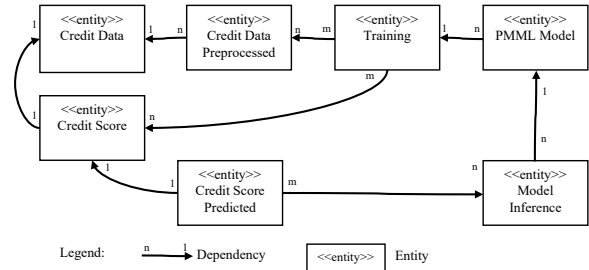 <<entity>>
Credit Data
1
n
<<entity>>
Credit Data
Preprocessed
n
m
<<entity>>
Training
1
n
<<entity>>
PMML Model
1
1
<<entity>>
Credit Score
n
m
1
n
1
<<entity>>
Credit Score
Predicted
1
m
n
<<entity>>
Model
Inference
Legend:
n
1
Dependency
<<entity>>
Entity